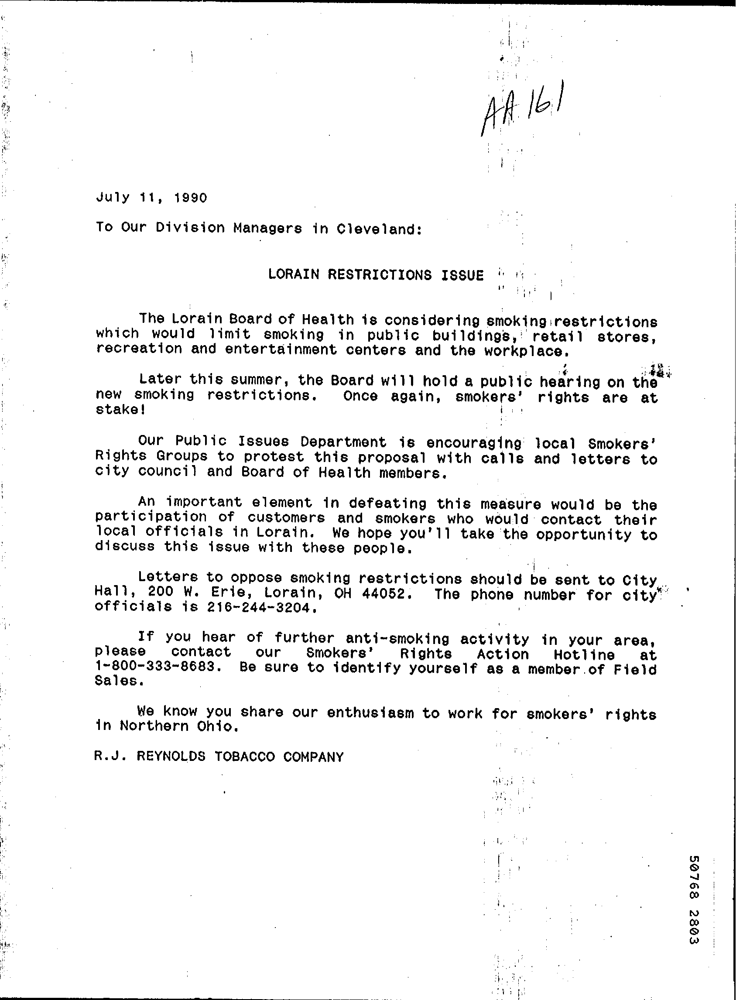 AA 161
July 11, 1990
To Our Division Managers in Cleveland:
LORAIN RESTRICTIONS ISSUE
The Lorain Board of Health is considering smoking restrictions
which would limit smoking in public buildings, retail stores,
recreation and entertainment centers and the workplace.
Later this summer, the Board will hold a public hearing on the
new smoking restrictions. Once again, smokers' rights are at
stake!
Our Public Issues Department is encouraging local Smokers'
Rights Groups to protest this proposal with calls and letters to
city council and Board of Health members.
An important element in defeating this measure would be the
participation of customers and smokers who would contact their
local officials in Lorain. We hope you'll take the opportunity to
discuss this issue with these people.
Letters to oppose smoking restrictions should be sent to City
Hall, 200 W. Erie, Lorain, OH 44052. The phone number for city
officials is 216-244-3204.
If you hear of further anti-smoking activity in your area,
please contact our Smokers' Rights Action Hotline at
1-800-333-8683. Be sure to identify yourself as a member of Field
Sales.
We know you share our enthusiasm to work for smokers' rights
in Northern Ohio.
R.J. REYNOLDS TOBACCO COMPANY
50768 2803